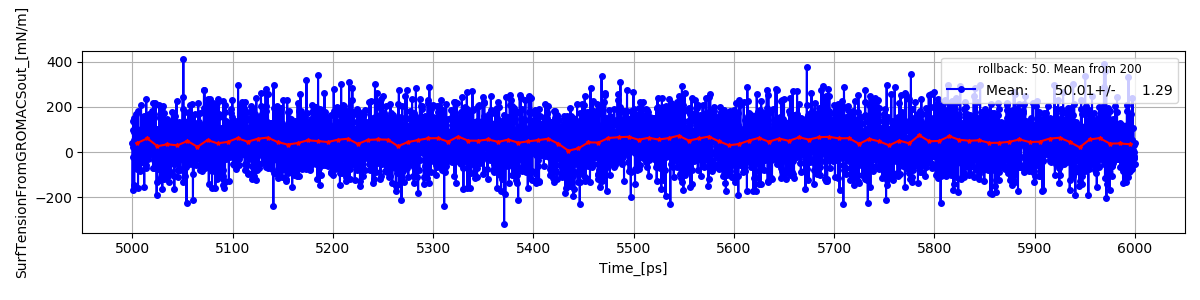 SurfTensionFromGROMACSout_[mN/m]
400
200
0
−200
rollback: 50. Mean from 200
Mean: 50.01+/- 1.29
5000 5100 5200 5300 5400 5500 5600 5700 5800 5900 6000
Time_[ps]